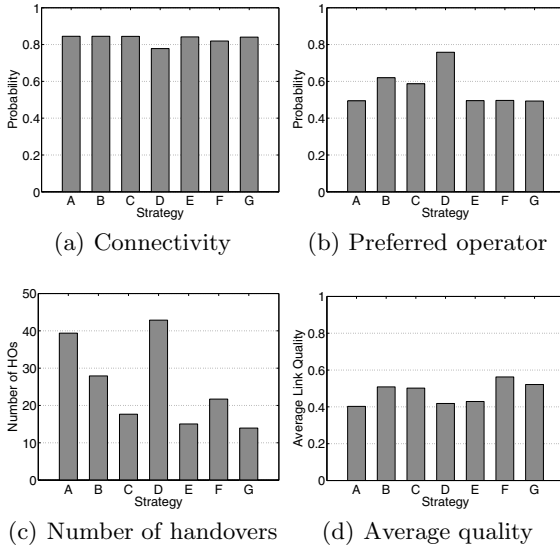 1
0.8
0.6
0.4
0.2
0
Probability
A B C D E F G
Strategy
(a) Connectivity
1
0.8
0.6
0.4
0.2
0
Probability
A B C D E F G
Strategy
(b) Preferred operator
50
40
30
20
10
0
Number of HOs
A B C D E F G
Strategy
(c) Number of handovers
1
0.8
0.6
0.4
0.2
0
Average Link Quality
A B C D E F G
Strategy
(d) Average quality